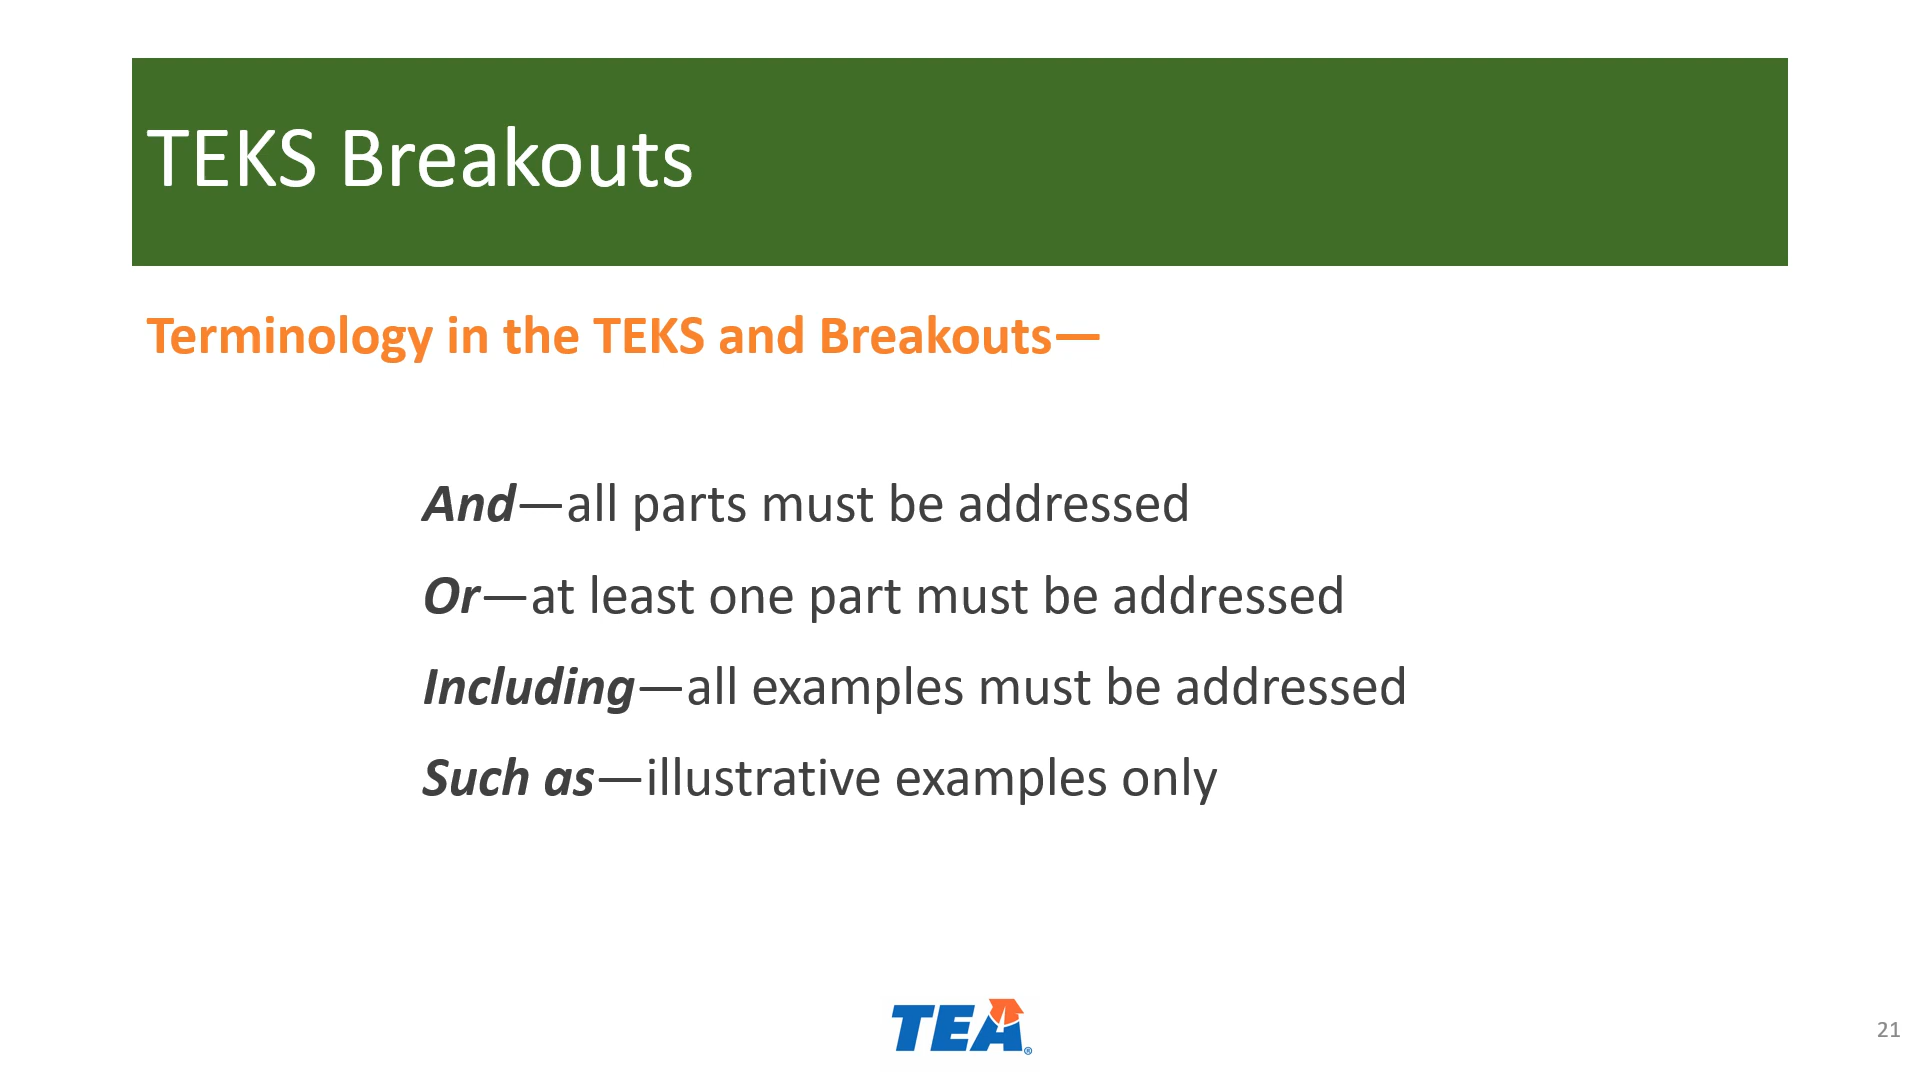 TEKS Breakouts
Terminology in the TEKS and Breakouts—
And—all parts must be addressed
Or—at least one part must be addressed
Including—all examples must be addressed
Such as—illustrative examples only
TEA®
21